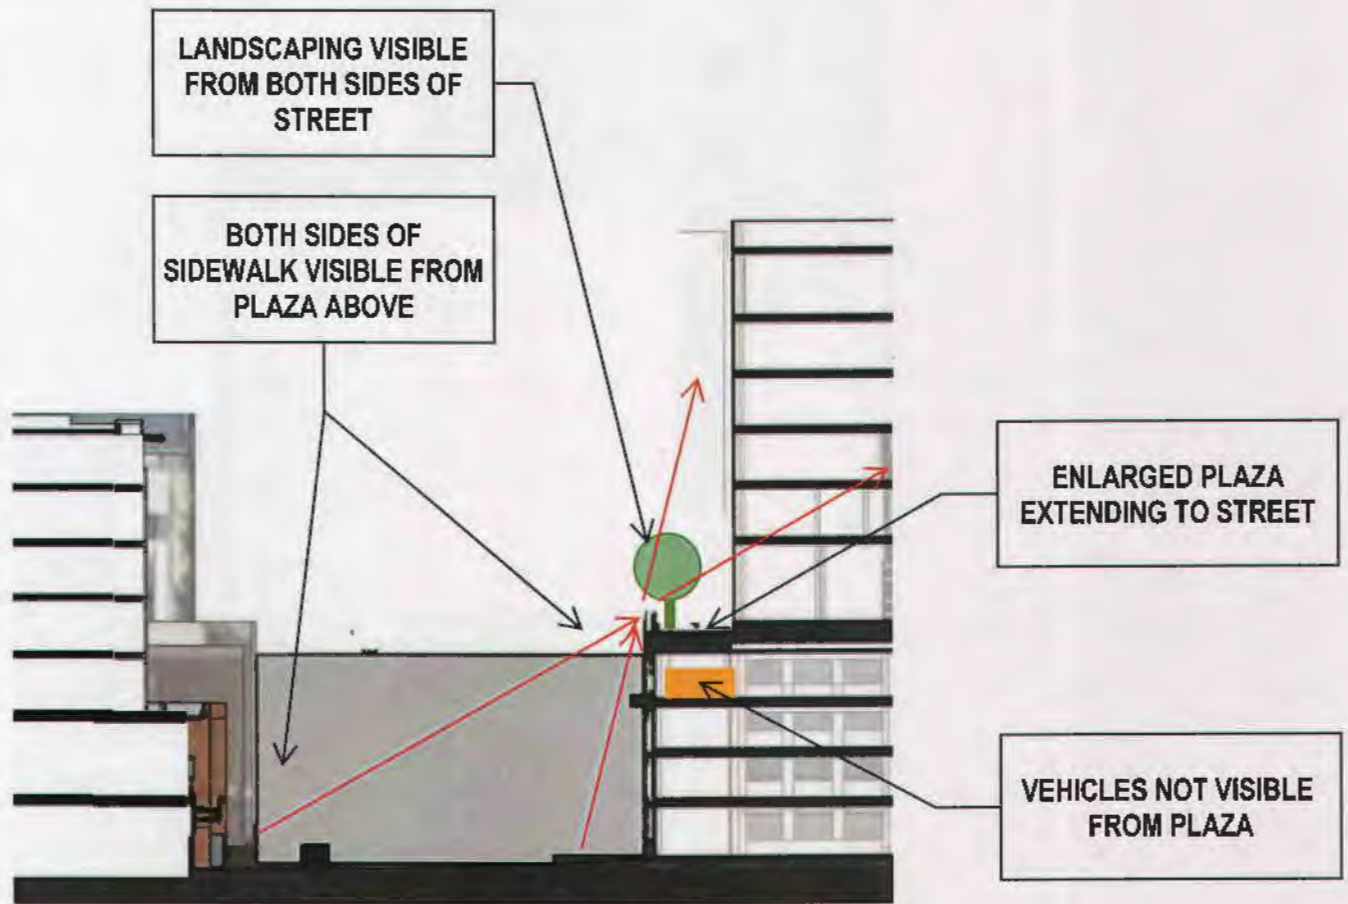 LANDSCAPING VISIBLE
FROM BOTH SIDES OF
STREET
BOTH SIDES OF
SIDEWALK VISIBLE FROM
PLAZA ABOVE
ENLARGED PLAZA
EXTENDING TO STREET
VEHICLES NOT VISIBLE
FROM PLAZA